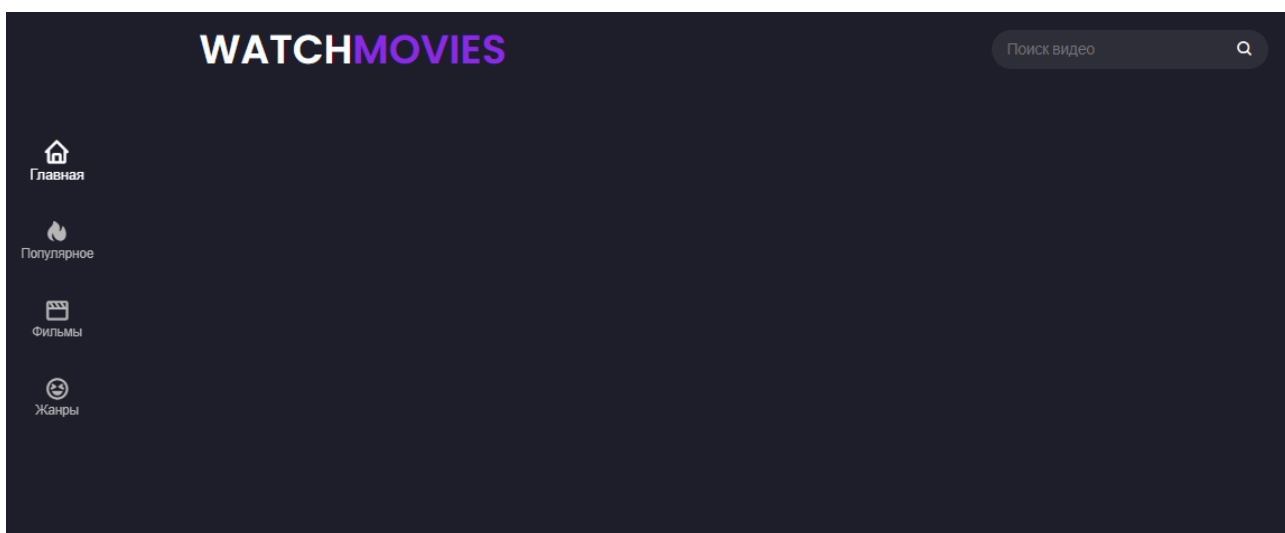 WATCHMOVIES
Поиск видео
Главная
Популярное
Фильмы
Жанры